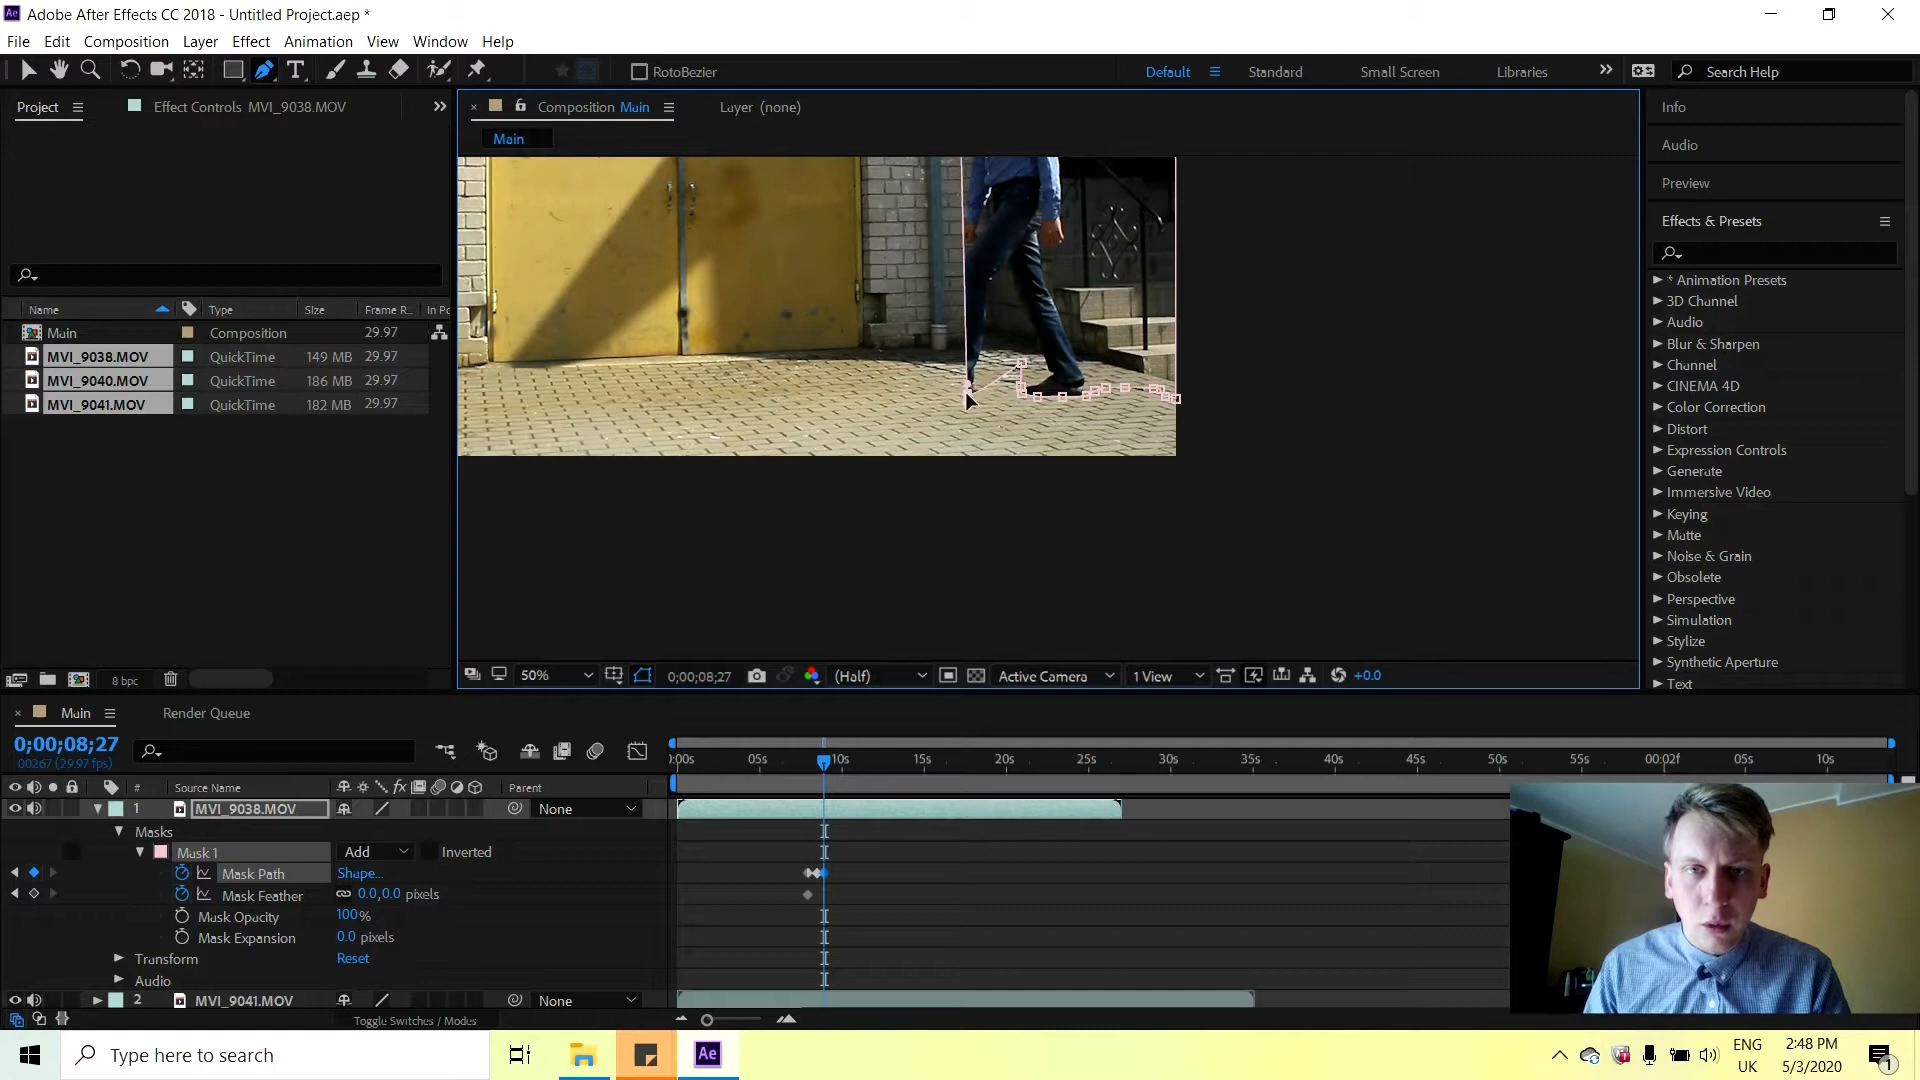 Adobe After Effects CC 2018 - Untitled Project.aep *
File Edit Composition Layer Effect Animation View Window Help
RotoBezier
Default Standard Small Screen Libraries Search Help
Project Effect Controls MVI_9038.MOV
Composition Main Layer (none)
Main
Name Type Size Frame R... In Po
Main Composition 29.97
MVI_9038.MOV QuickTime 149 MB 29.97
MVI_9040.MOV QuickTime 186 MB 29.97
MVI_9041.MOV QuickTime 182 MB 29.97
8 bpc
50% 0;00;08;27 (Half) Active Camera 1 View +0.0
Info
Audio
Preview
Effects & Presets
* Animation Presets
3D Channel
Audio
Blur & Sharpen
Channel
CINEMA 4D
Color Correction
Distort
Expression Controls
Generate
Immersive Video
Keying
Matte
Noise & Grain
Obsolete
Perspective
Simulation
Stylize
Synthetic Aperture
Text
Main Render Queue
0;00;08;27
00267 (29.97 fps)
):00s 05s 10s 15s 20s 25s 30s 35s 40s 45s 50s 55s 00:02f 05s 10s
# Source Name Parent
1 MVI_9038.MOV None
Masks
Mask 1 Add Inverted
Mask Path Shape...
Mask Feather 0.0,0.0 pixels
Mask Opacity 100%
Mask Expansion 0.0 pixels
Transform Reset
Audio
2 MVI_9041.MOV None
Toggle Switches / Modes
Type here to search
Ae
ENG
UK
2:48 PM
5/3/2020
1